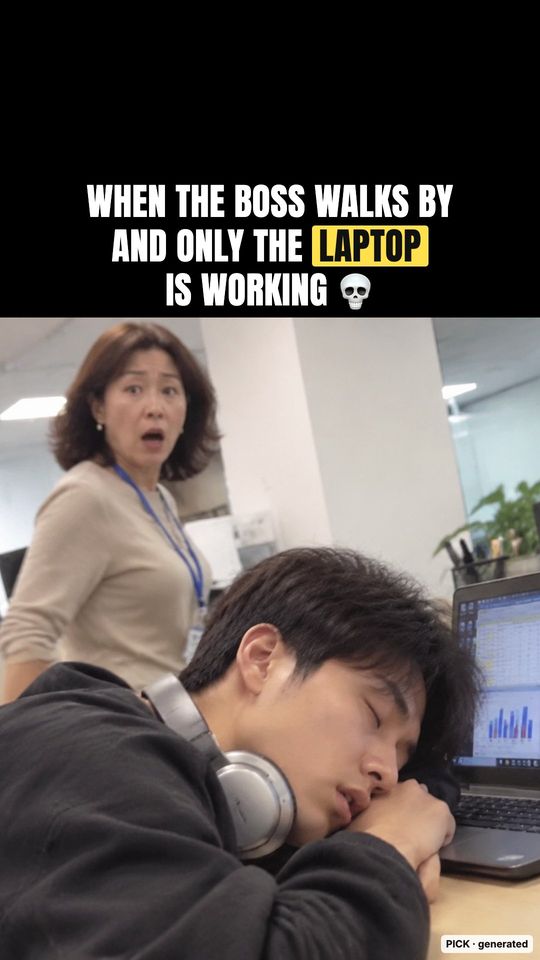 WHEN THE BOSS WALKS BY
AND ONLY THE LAPTOP
IS WORKING 💀
PICK · generated